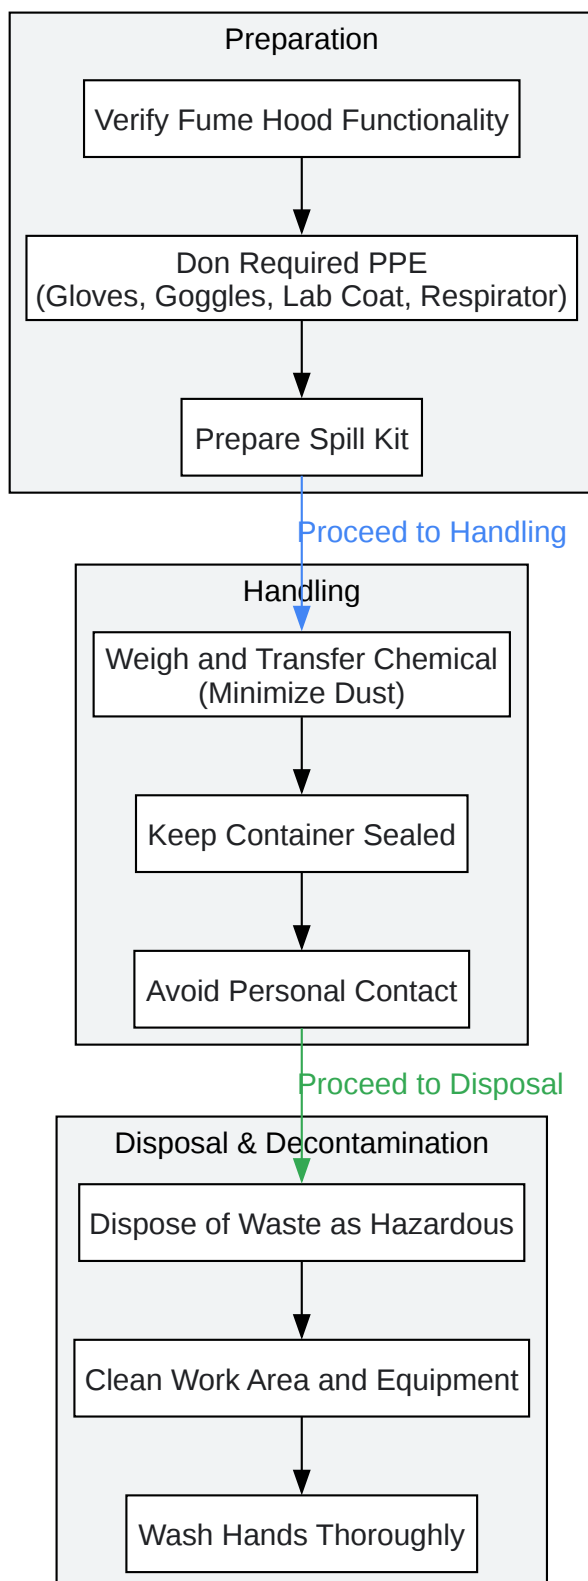 Preparation
Verify Fume Hood Functionality
Don Required PPE
(Gloves, Goggles, Lab Coat, Respirator)
Prepare Spill Kit
Proceed to Handling
Handling
Weigh and Transfer Chemical
(Minimize Dust)
Keep Container Sealed
Avoid Personal Contact
Proceed to Disposal
Disposal & Decontamination
Dispose of Waste as Hazardous
Clean Work Area and Equipment
Wash Hands Thoroughly